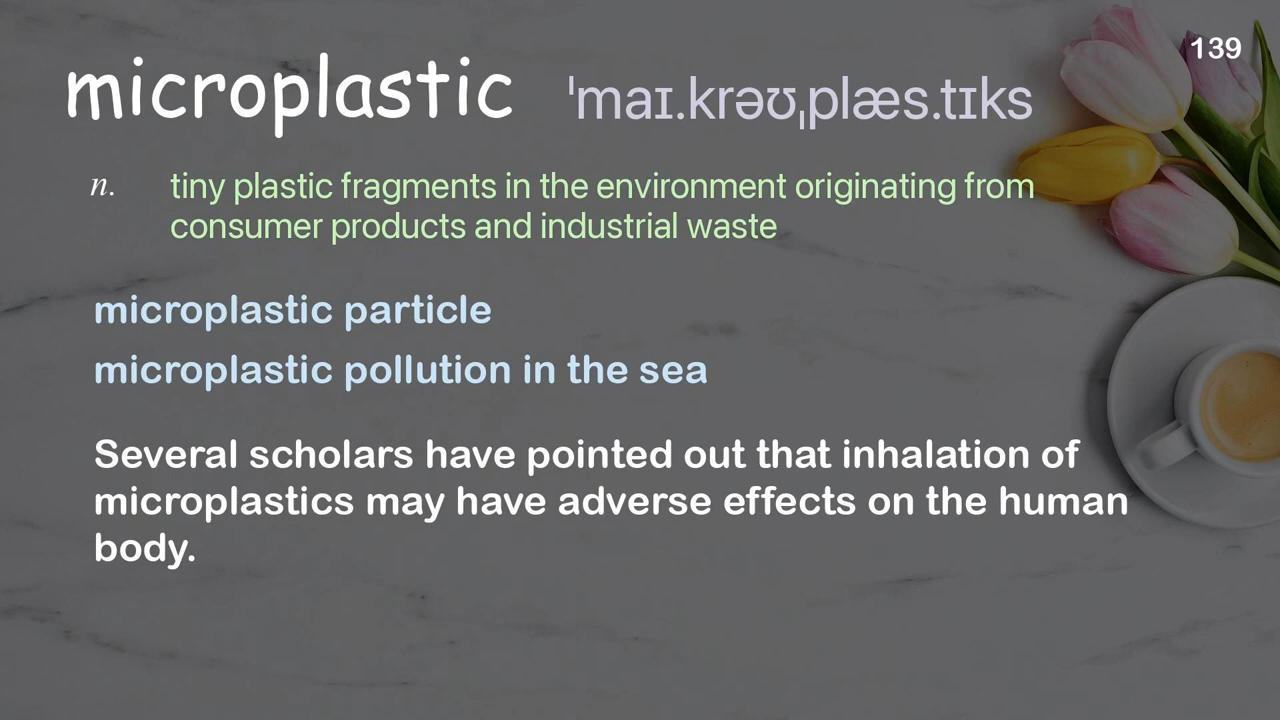 139
microplastic ˈmaɪ.krəʊˌplæs.tɪks
n. tiny plastic fragments in the environment originating from
consumer products and industrial waste
microplastic particle
microplastic pollution in the sea
Several scholars have pointed out that inhalation of
microplastics may have adverse effects on the human
body.